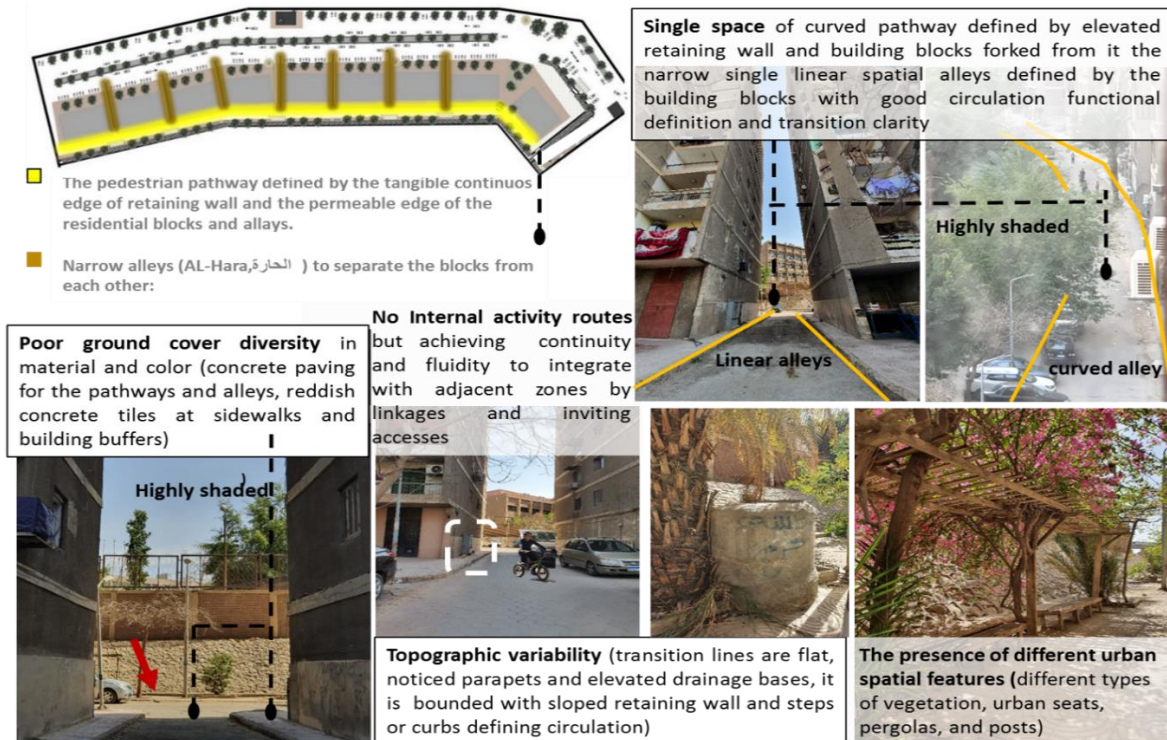 Single space of curved pathway defined by elevated
retaining wall and building blocks forked from it the
narrow single linear spatial alleys defined by the
building blocks with good circulation functional
definition and transition clarity
The pedestrian pathway defined by the tangible continuos
edge of retaining wall and the permeable edge of the
residential blocks and allays.
Narrow alleys (AL-Hara,الحارة ) to separate the blocks from
each other:
Highly shaded
Linear alleys
curved alley
Poor ground cover diversity in
material and color (concrete paving
for the pathways and alleys, reddish
concrete tiles at sidewalks and
building buffers)
No Internal activity routes
but achieving continuity
and fluidity to integrate
with adjacent zones by
linkages and inviting
accesses
Highly shaded
Topographic variability (transition lines are flat,
noticed parapets and elevated drainage bases, it
is bounded with sloped retaining wall and steps
or curbs defining circulation)
The presence of different urban
spatial features (different types
of vegetation, urban seats,
pergolas, and posts)